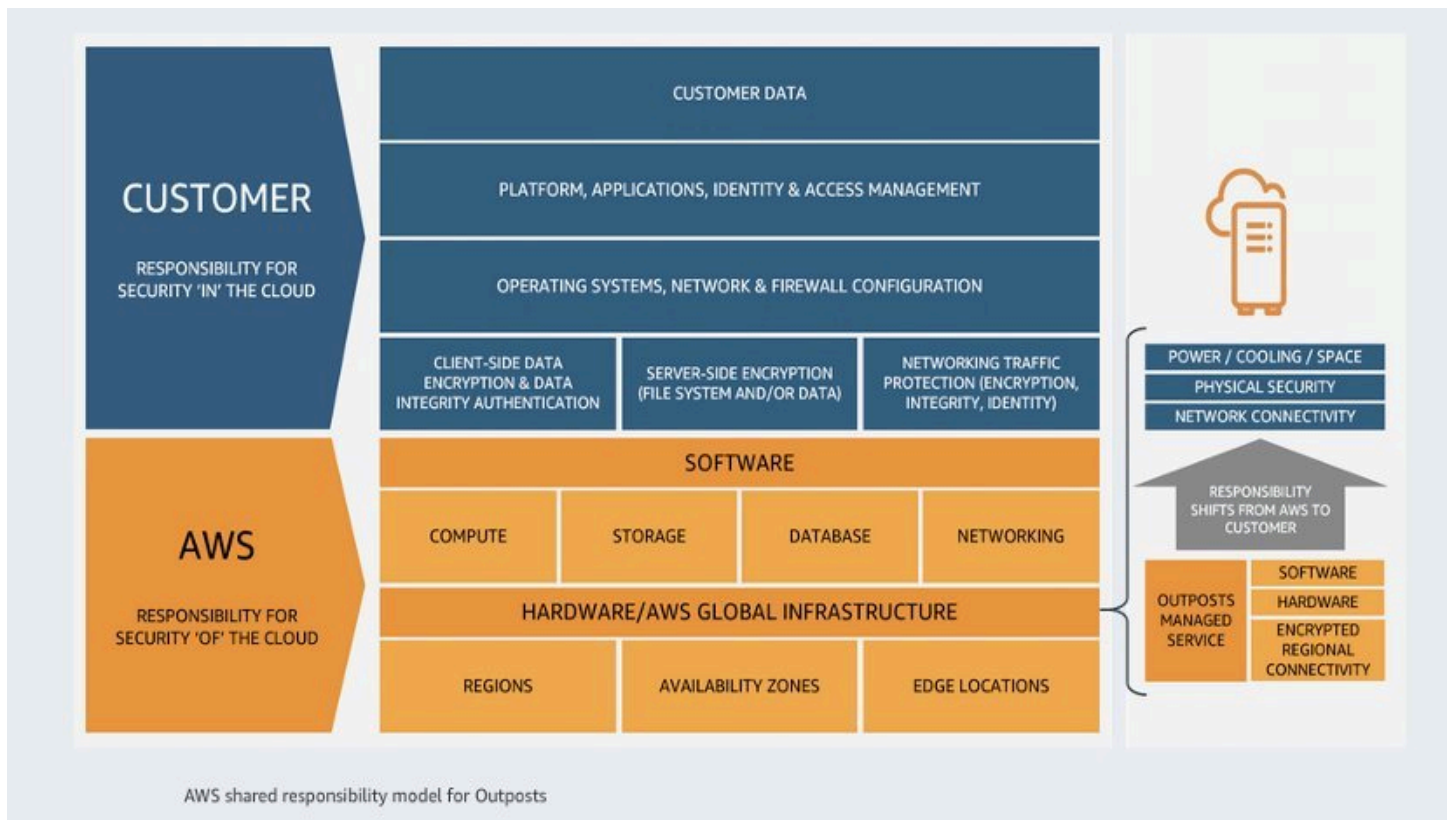 CUSTOMER
RESPONSIBILITY FOR
SECURITY 'IN' THE CLOUD
CUSTOMER DATA
PLATFORM, APPLICATIONS, IDENTITY & ACCESS MANAGEMENT
OPERATING SYSTEMS, NETWORK & FIREWALL CONFIGURATION
CLIENT-SIDE DATA
ENCRYPTION & DATA
INTEGRITY AUTHENTICATION
SERVER-SIDE ENCRYPTION
(FILE SYSTEM AND/OR DATA)
NETWORKING TRAFFIC
PROTECTION (ENCRYPTION,
INTEGRITY, IDENTITY)
AWS
RESPONSIBILITY FOR
SECURITY 'OF' THE CLOUD
SOFTWARE
COMPUTE
STORAGE
DATABASE
NETWORKING
HARDWARE/AWS GLOBAL INFRASTRUCTURE
REGIONS
AVAILABILITY ZONES
EDGE LOCATIONS
POWER / COOLING / SPACE
PHYSICAL SECURITY
NETWORK CONNECTIVITY
RESPONSIBILITY
SHIFTS FROM AWS TO
CUSTOMER
OUTPOSTS
MANAGED
SERVICE
SOFTWARE
HARDWARE
ENCRYPTED
REGIONAL
CONNECTIVITY
AWS shared responsibility model for Outposts